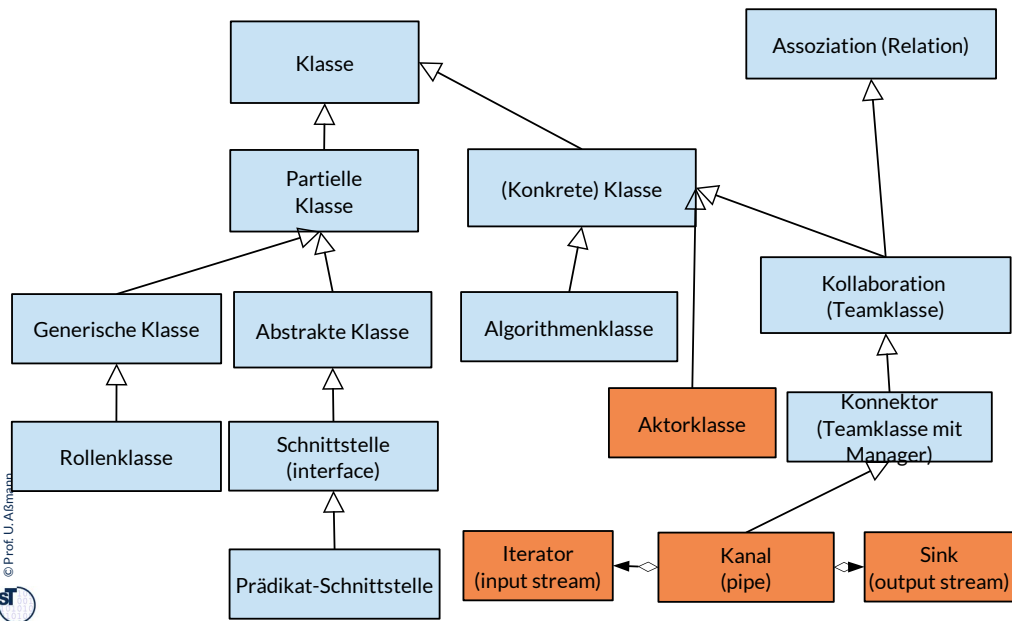 Klasse
Assoziation (Relation)
Partielle
Klasse
(Konkrete) Klasse
Generische Klasse
Abstrakte Klasse
Algorithmenklasse
Kollaboration
(Teamklasse)
Rollenklasse
Schnittstelle
(interface)
Aktorklasse
Konnektor
(Teamklasse mit
Manager)
Prädikat-Schnittstelle
Iterator
(input stream)
Kanal
(pipe)
Sink
(output stream)
© Prof. U. Aßmann
ST